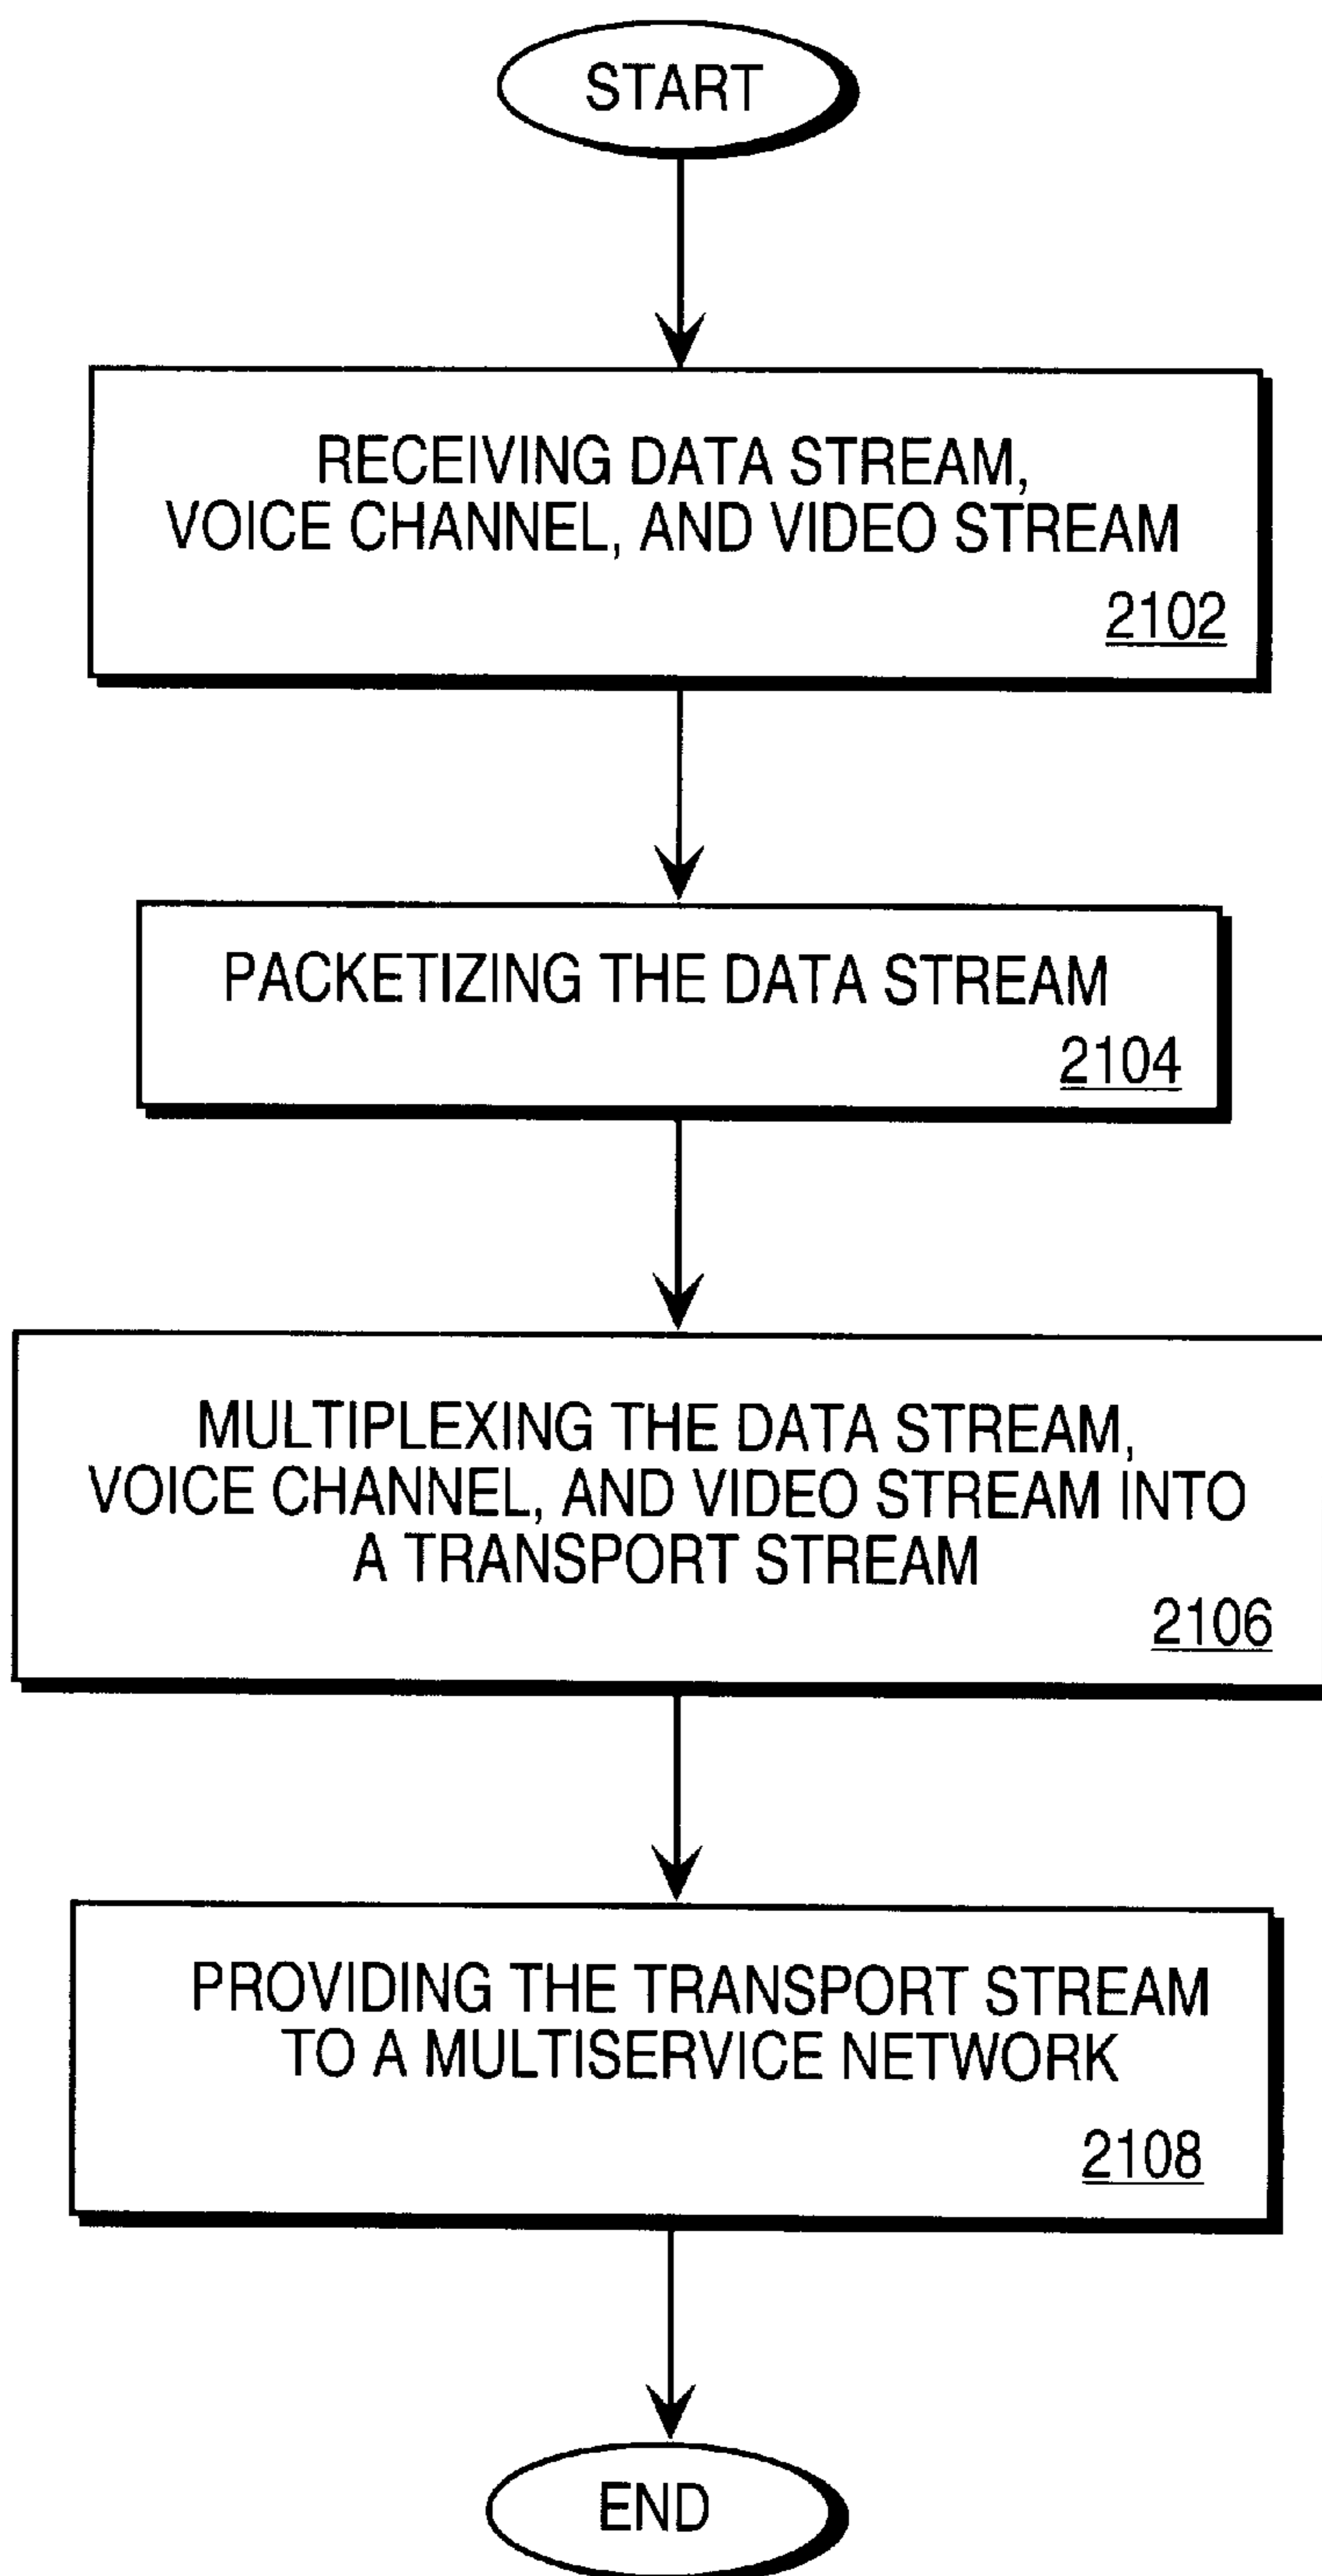 START
RECEIVING DATA STREAM,
VOICE CHANNEL, AND VIDEO STREAM
2102
PACKETIZING THE DATA STREAM
2104
MULTIPLEXING THE DATA STREAM,
VOICE CHANNEL, AND VIDEO STREAM INTO
A TRANSPORT STREAM
2106
PROVIDING THE TRANSPORT STREAM
TO A MULTISERVICE NETWORK
2108
END